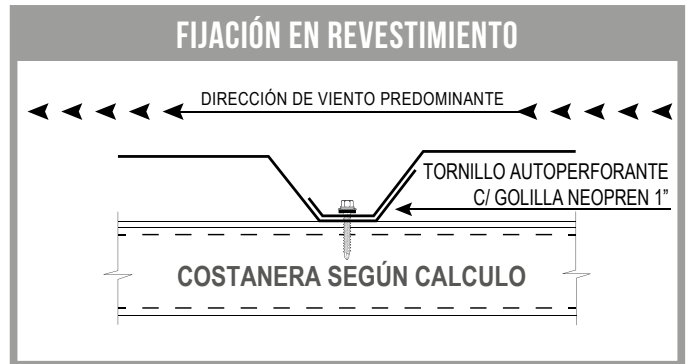 FIJACIÓN EN REVESTIMIENTO
DIRECCIÓN DE VIENTO PREDOMINANTE
TORNILLO AUTOPERFORANTE
C/ GOLILLA NEOPREN 1”
COSTANERA SEGÚN CALCULO